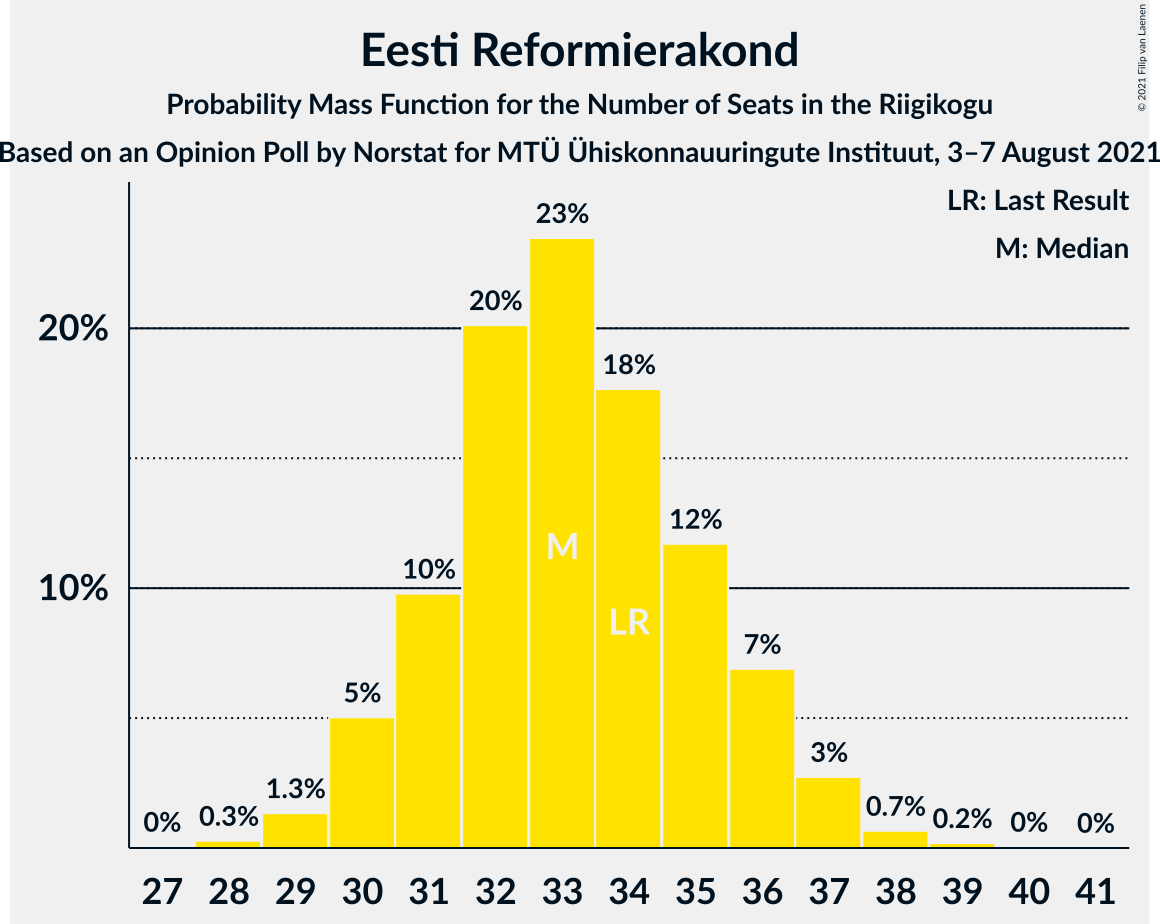 Eesti Reformierakond
Probability Mass Function for the Number of Seats in the Riigikogu
Based on an Opinion Poll by Norstat for MTÜ Ühiskonnauuringute Instituut, 3–7 August 2021
© 2021 Filip van Laenen
LR: Last Result
M: Median
20%
10%
0%
0.3%
1.3%
5%
10%
20%
23%
18%
12%
7%
3%
0.7%
0.2%
0%
0%
M
LR
27 28 29 30 31 32 33 34 35 36 37 38 39 40 41